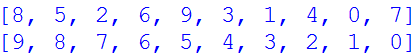 [8, 5, 2, 6, 9, 3, 1, 4, 0, 7]
[9, 8, 7, 6, 5, 4, 3, 2, 1, 0]